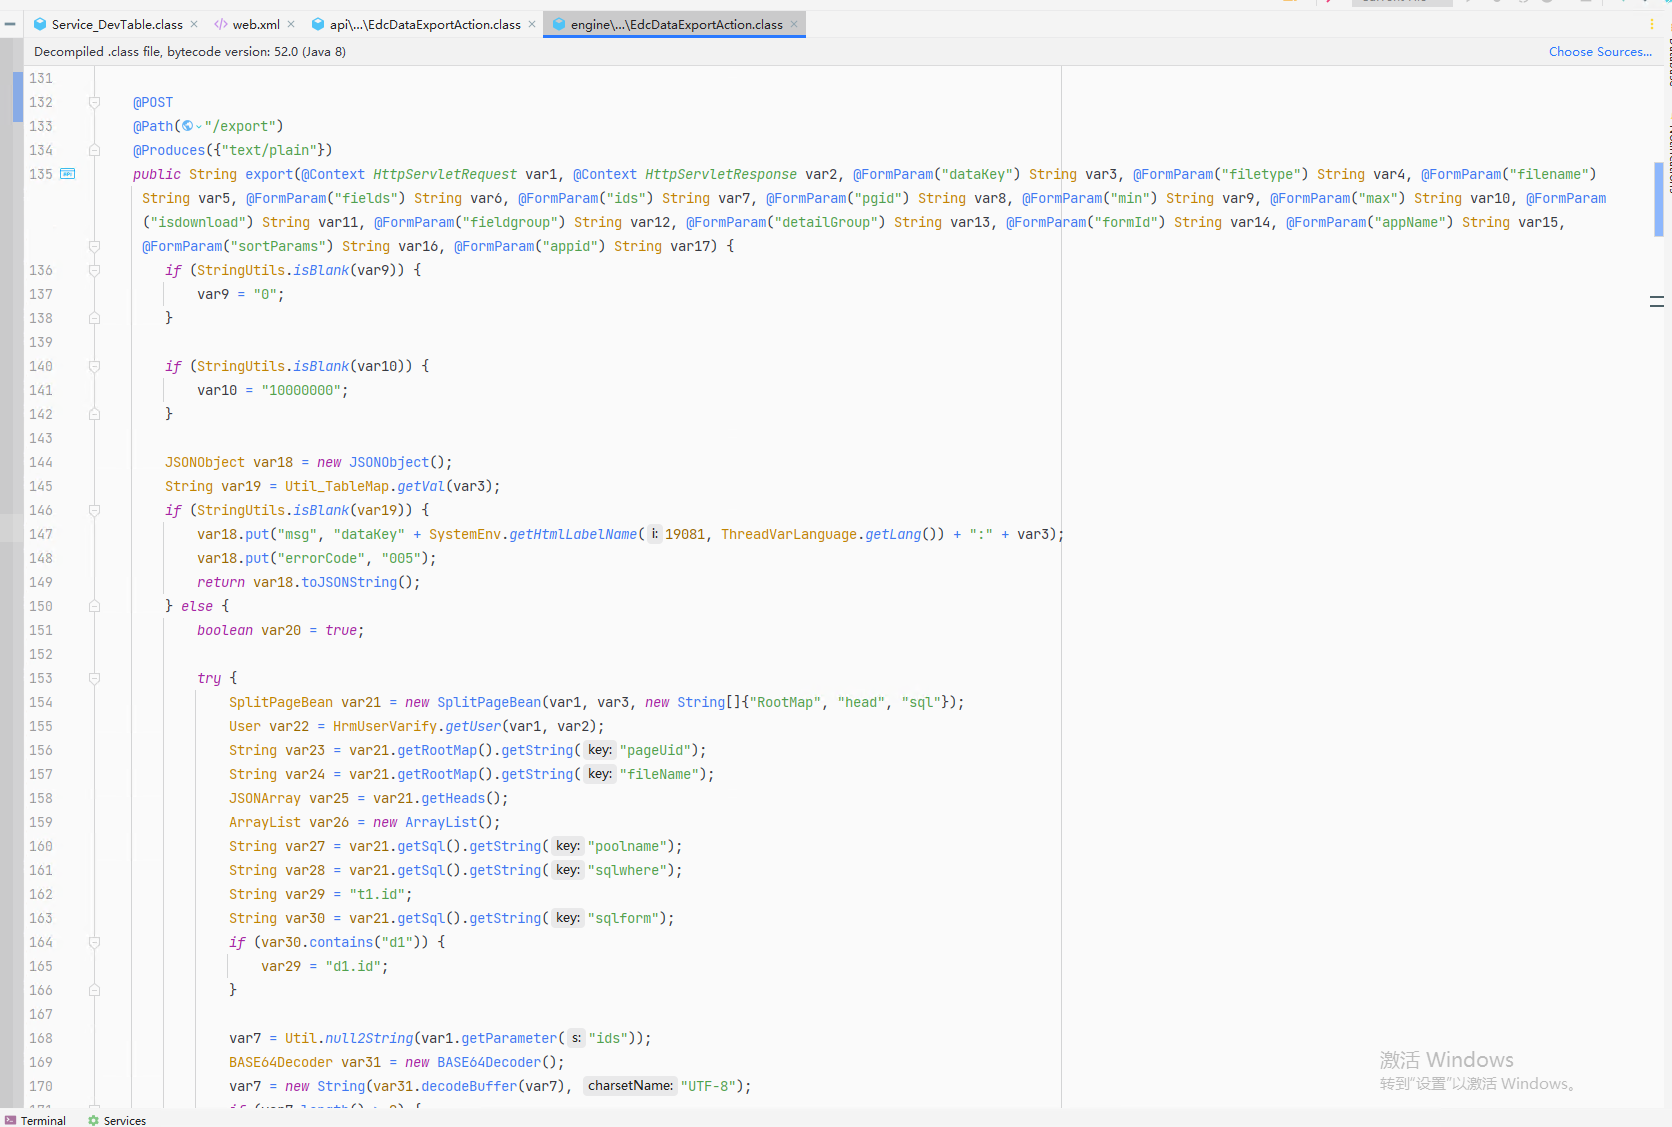 Service_DevTable.class
web.xml
api\...\EdcDataExportAction.class
engine\...\EdcDataExportAction.class
Decompiled .class file, bytecode version: 52.0 (Java 8)
Choose Sources...
131
132 @POST
133 @Path("/export")
134 @Produces({"text/plain"})
135 public String export(@Context HttpServletRequest var1, @Context HttpServletResponse var2, @FormParam("dataKey") String var3, @FormParam("filetype") String var4, @FormParam("filename")
String var5, @FormParam("fields") String var6, @FormParam("ids") String var7, @FormParam("pgid") String var8, @FormParam("min") String var9, @FormParam("max") String var10, @FormParam
("isdownload") String var11, @FormParam("fieldgroup") String var12, @FormParam("detailGroup") String var13, @FormParam("formId") String var14, @FormParam("appName") String var15,
@FormParam("sortParams") String var16, @FormParam("appid") String var17) {
136 if (StringUtils.isBlank(var9)) {
137 var9 = "0";
138 }
139
140 if (StringUtils.isBlank(var10)) {
141 var10 = "10000000";
142 }
143
144 JSONObject var18 = new JSONObject();
145 String var19 = Util_TableMap.getVal(var3);
146 if (StringUtils.isBlank(var19)) {
147 var18.put("msg", "dataKey" + SystemEnv.getHtmlLabelName( i: 19081, ThreadVarLanguage.getLang()) + ":" + var3);
148 var18.put("errorCode", "005");
149 return var18.toJSONString();
150 } else {
151 boolean var20 = true;
152
153 try {
154 SplitPageBean var21 = new SplitPageBean(var1, var3, new String[]{"RootMap", "head", "sql"});
155 User var22 = HrmUserVarify.getUser(var1, var2);
156 String var23 = var21.getRootMap().getString( key: "pageUid");
157 String var24 = var21.getRootMap().getString( key: "fileName");
158 JSONArray var25 = var21.getHeads();
159 ArrayList var26 = new ArrayList();
160 String var27 = var21.getSql().getString( key: "poolname");
161 String var28 = var21.getSql().getString( key: "sqlwhere");
162 String var29 = "t1.id";
163 String var30 = var21.getSql().getString( key: "sqlform");
164 if (var30.contains("d1")) {
165 var29 = "d1.id";
166 }
167
168 var7 = Util.null2String(var1.getParameter( s: "ids"));
169 BASE64Decoder var31 = new BASE64Decoder();
170 var7 = new String(var31.decodeBuffer(var7), charsetName: "UTF-8");
激活 Windows
转到"设置"以激活 Windows。
Terminal
Services